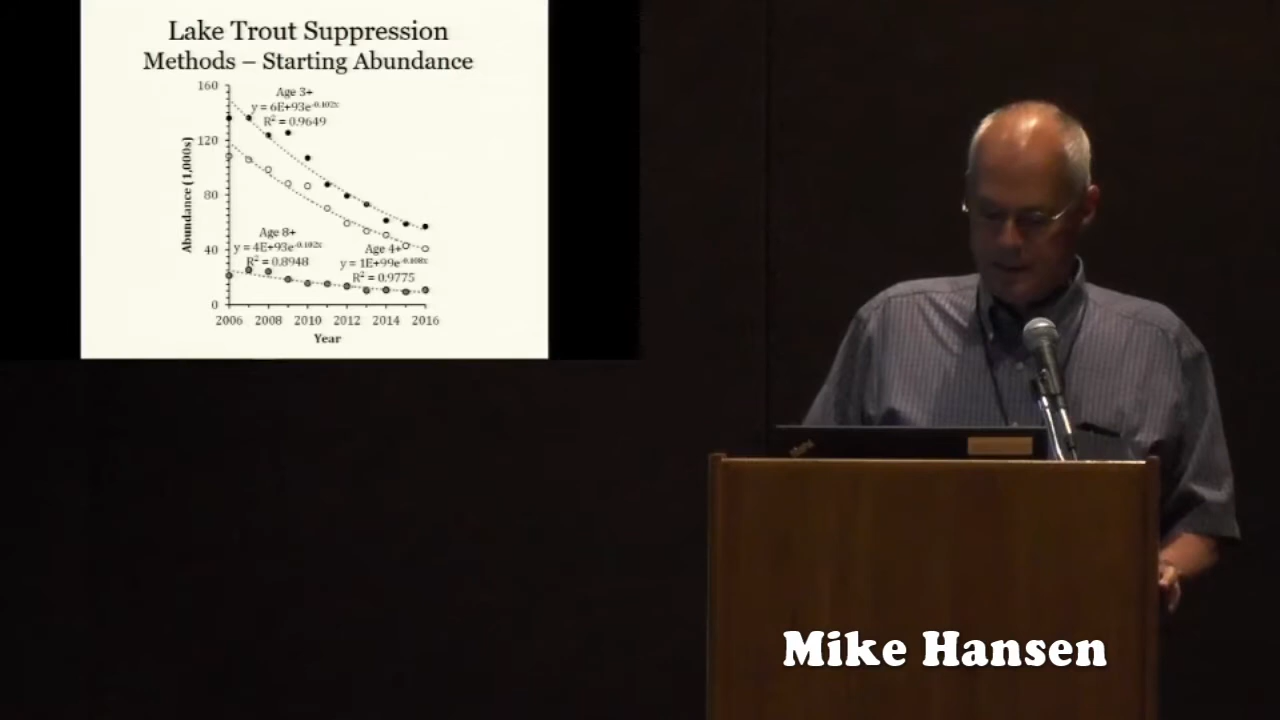 Lake Trout Suppression
Methods – Starting Abundance
160
120
80
40
0
Abundance (1,000s)
Age 3+
y = 6E+93e^-0.102x
R² = 0.9649
Age 8+
y = 4E+93e^-0.102x
R² = 0.8948
Age 4+
y = 1E+99e^-0.108x
R² = 0.9775
2006 2008 2010 2012 2014 2016
Year
Mike Hansen